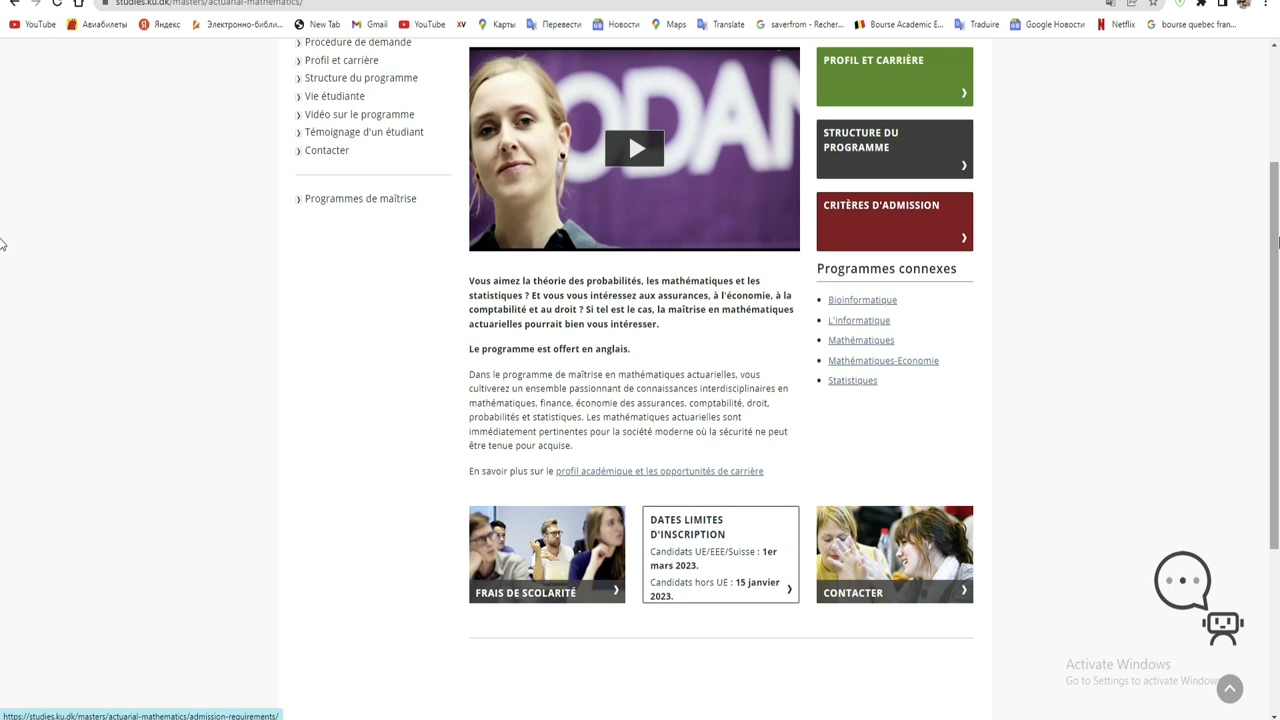 studies.ku.dk/masters/actuarial-mathematics/
YouTube
Авиабилеты
Яндекс
Электронно-библи...
New Tab
Gmail
YouTube
XV
Карты
Перевести
Новости
Maps
Translate
saverfrom - Recher...
Bourse Academic E...
Traduire
Google Новости
Netflix
bourse quebec fran...
Procédure de demande
Profil et carrière
Structure du programme
Vie étudiante
Vidéo sur le programme
Témoignage d'un étudiant
Contacter
Programmes de maîtrise
ODAN
Vous aimez la théorie des probabilités, les mathématiques et les
statistiques ? Et vous vous intéressez aux assurances, à l'économie, à la
comptabilité et au droit ? Si tel est le cas, la maîtrise en mathématiques
actuarielles pourrait bien vous intéresser.
Le programme est offert en anglais.
Dans le programme de maîtrise en mathématiques actuarielles, vous
cultiverez un ensemble passionnant de connaissances interdisciplinaires en
mathématiques, finance, économie des assurances, comptabilité, droit,
probabilités et statistiques. Les mathématiques actuarielles sont
immédiatement pertinentes pour la société moderne où la sécurité ne peut
être tenue pour acquise.
En savoir plus sur le profil académique et les opportunités de carrière
PROFIL ET CARRIÈRE
STRUCTURE DU
PROGRAMME
CRITÈRES D'ADMISSION
Programmes connexes
Bioinformatique
L'informatique
Mathématiques
Mathématiques-Economie
Statistiques
FRAIS DE SCOLARITÉ
DATES LIMITES
D'INSCRIPTION
Candidats UE/EEE/Suisse : 1er
mars 2023.
Candidats hors UE : 15 janvier
2023.
CONTACTER
Activate Windows
Go to Settings to activate Windows
https://studies.ku.dk/masters/actuarial-mathematics/admission-requirements/